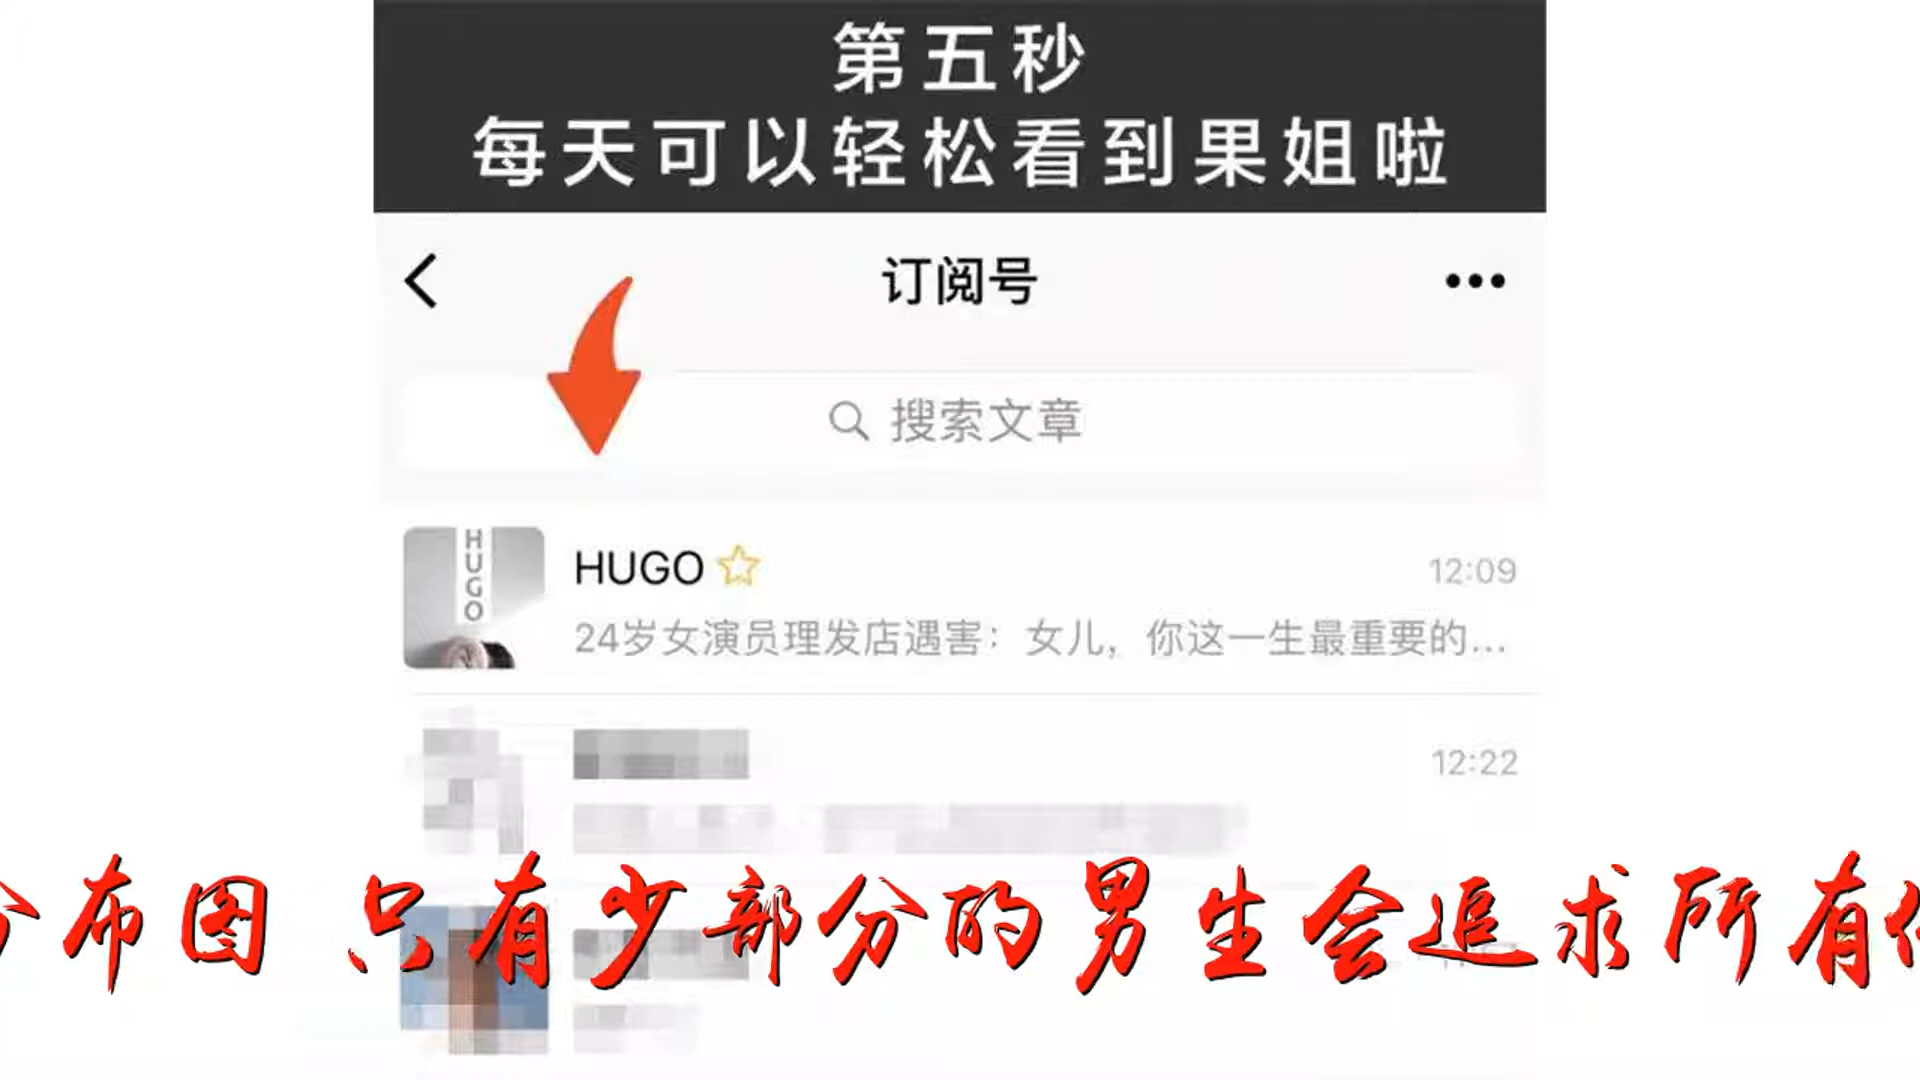 第五秒
每天可以轻松看到果姐啦
订阅号
搜索文章
HUGO
HUGO
12:09
24岁女演员理发店遇害：女儿，你这一生最重要的...
12:22
布图 只有少部分的男生会追求所有